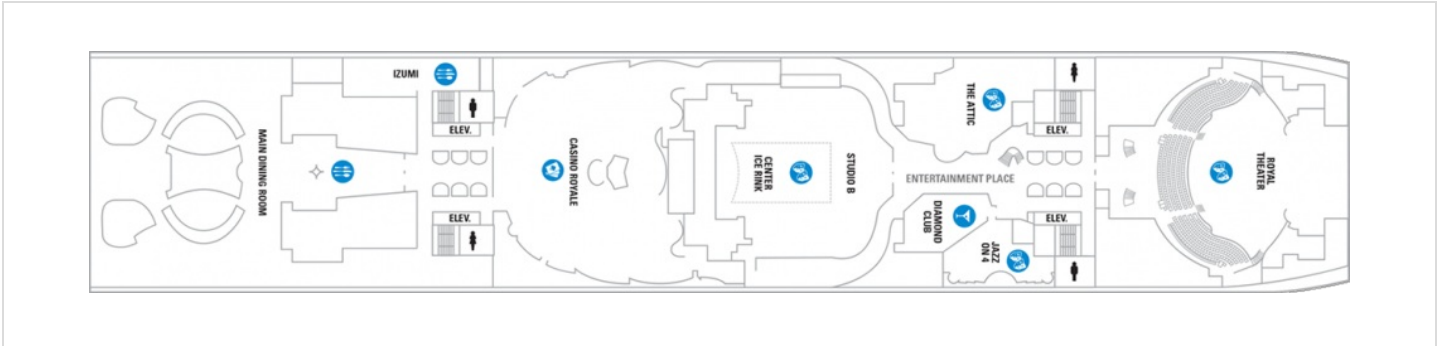 IZUMI
ELEV.
MAIN DINING ROOM
ELEV.
CASINO ROYALE
CENTER
ICE RINK
STUDIO B
THE ATTIC
ELEV.
ENTERTAINMENT PLACE
DIAMOND
CLUB
JAZZ
ON 4
ELEV.
ROYAL
THEATER